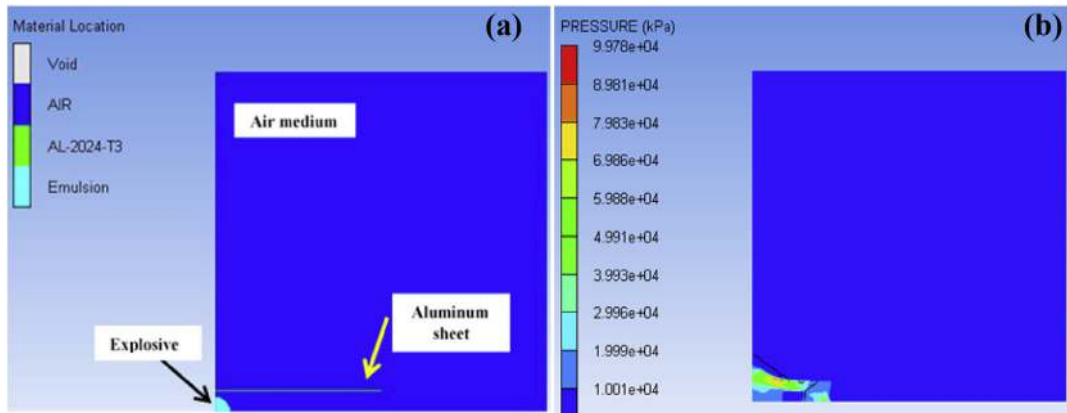 Material Location
(a)
Void
AIR
AL-2024-T3
Emulsion
Air medium
Aluminum
sheet
Explosive
PRESSURE (kPa)
(b)
9.978e+04
8.981e+04
7.983e+04
6.986e+04
5.988e+04
4.991e+04
3.993e+04
2.996e+04
1.999e+04
1.001e+04